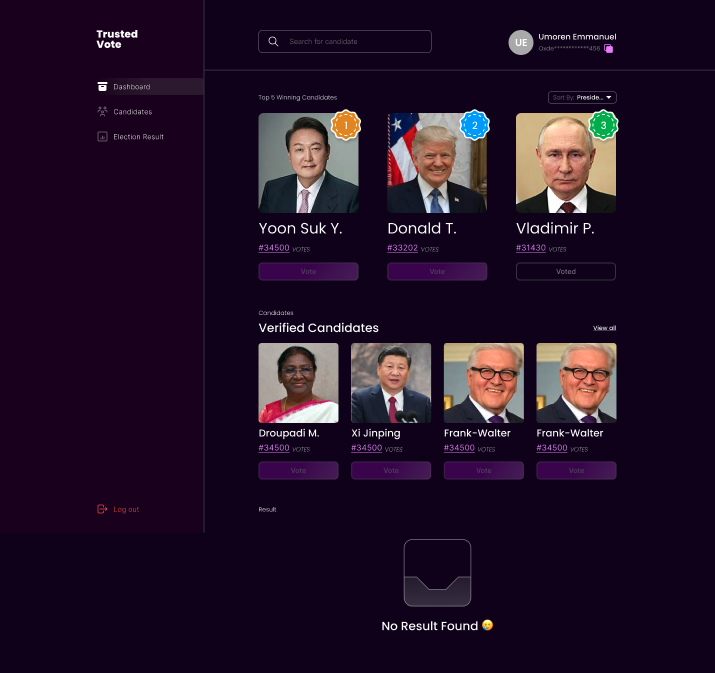 Trusted
Vote
Search for candidate
UE
Umoren Emmanuel
0xde************456
Dashboard
Candidates
Election Result
Top 5 Winning Candidates
Sort By: Preside...
1
2
3
Yoon Suk Y.
Donald T.
Vladimir P.
#34500 VOTES
#33202 VOTES
#31430 VOTES
Vote
Vote
Voted
Candidates
Verified Candidates
View all
Droupadi M.
Xi Jinping
Frank-Walter
Frank-Walter
#34500 VOTES
#34500 VOTES
#34500 VOTES
#34500 VOTES
Vote
Vote
Vote
Vote
Log out
Result
No Result Found 😥